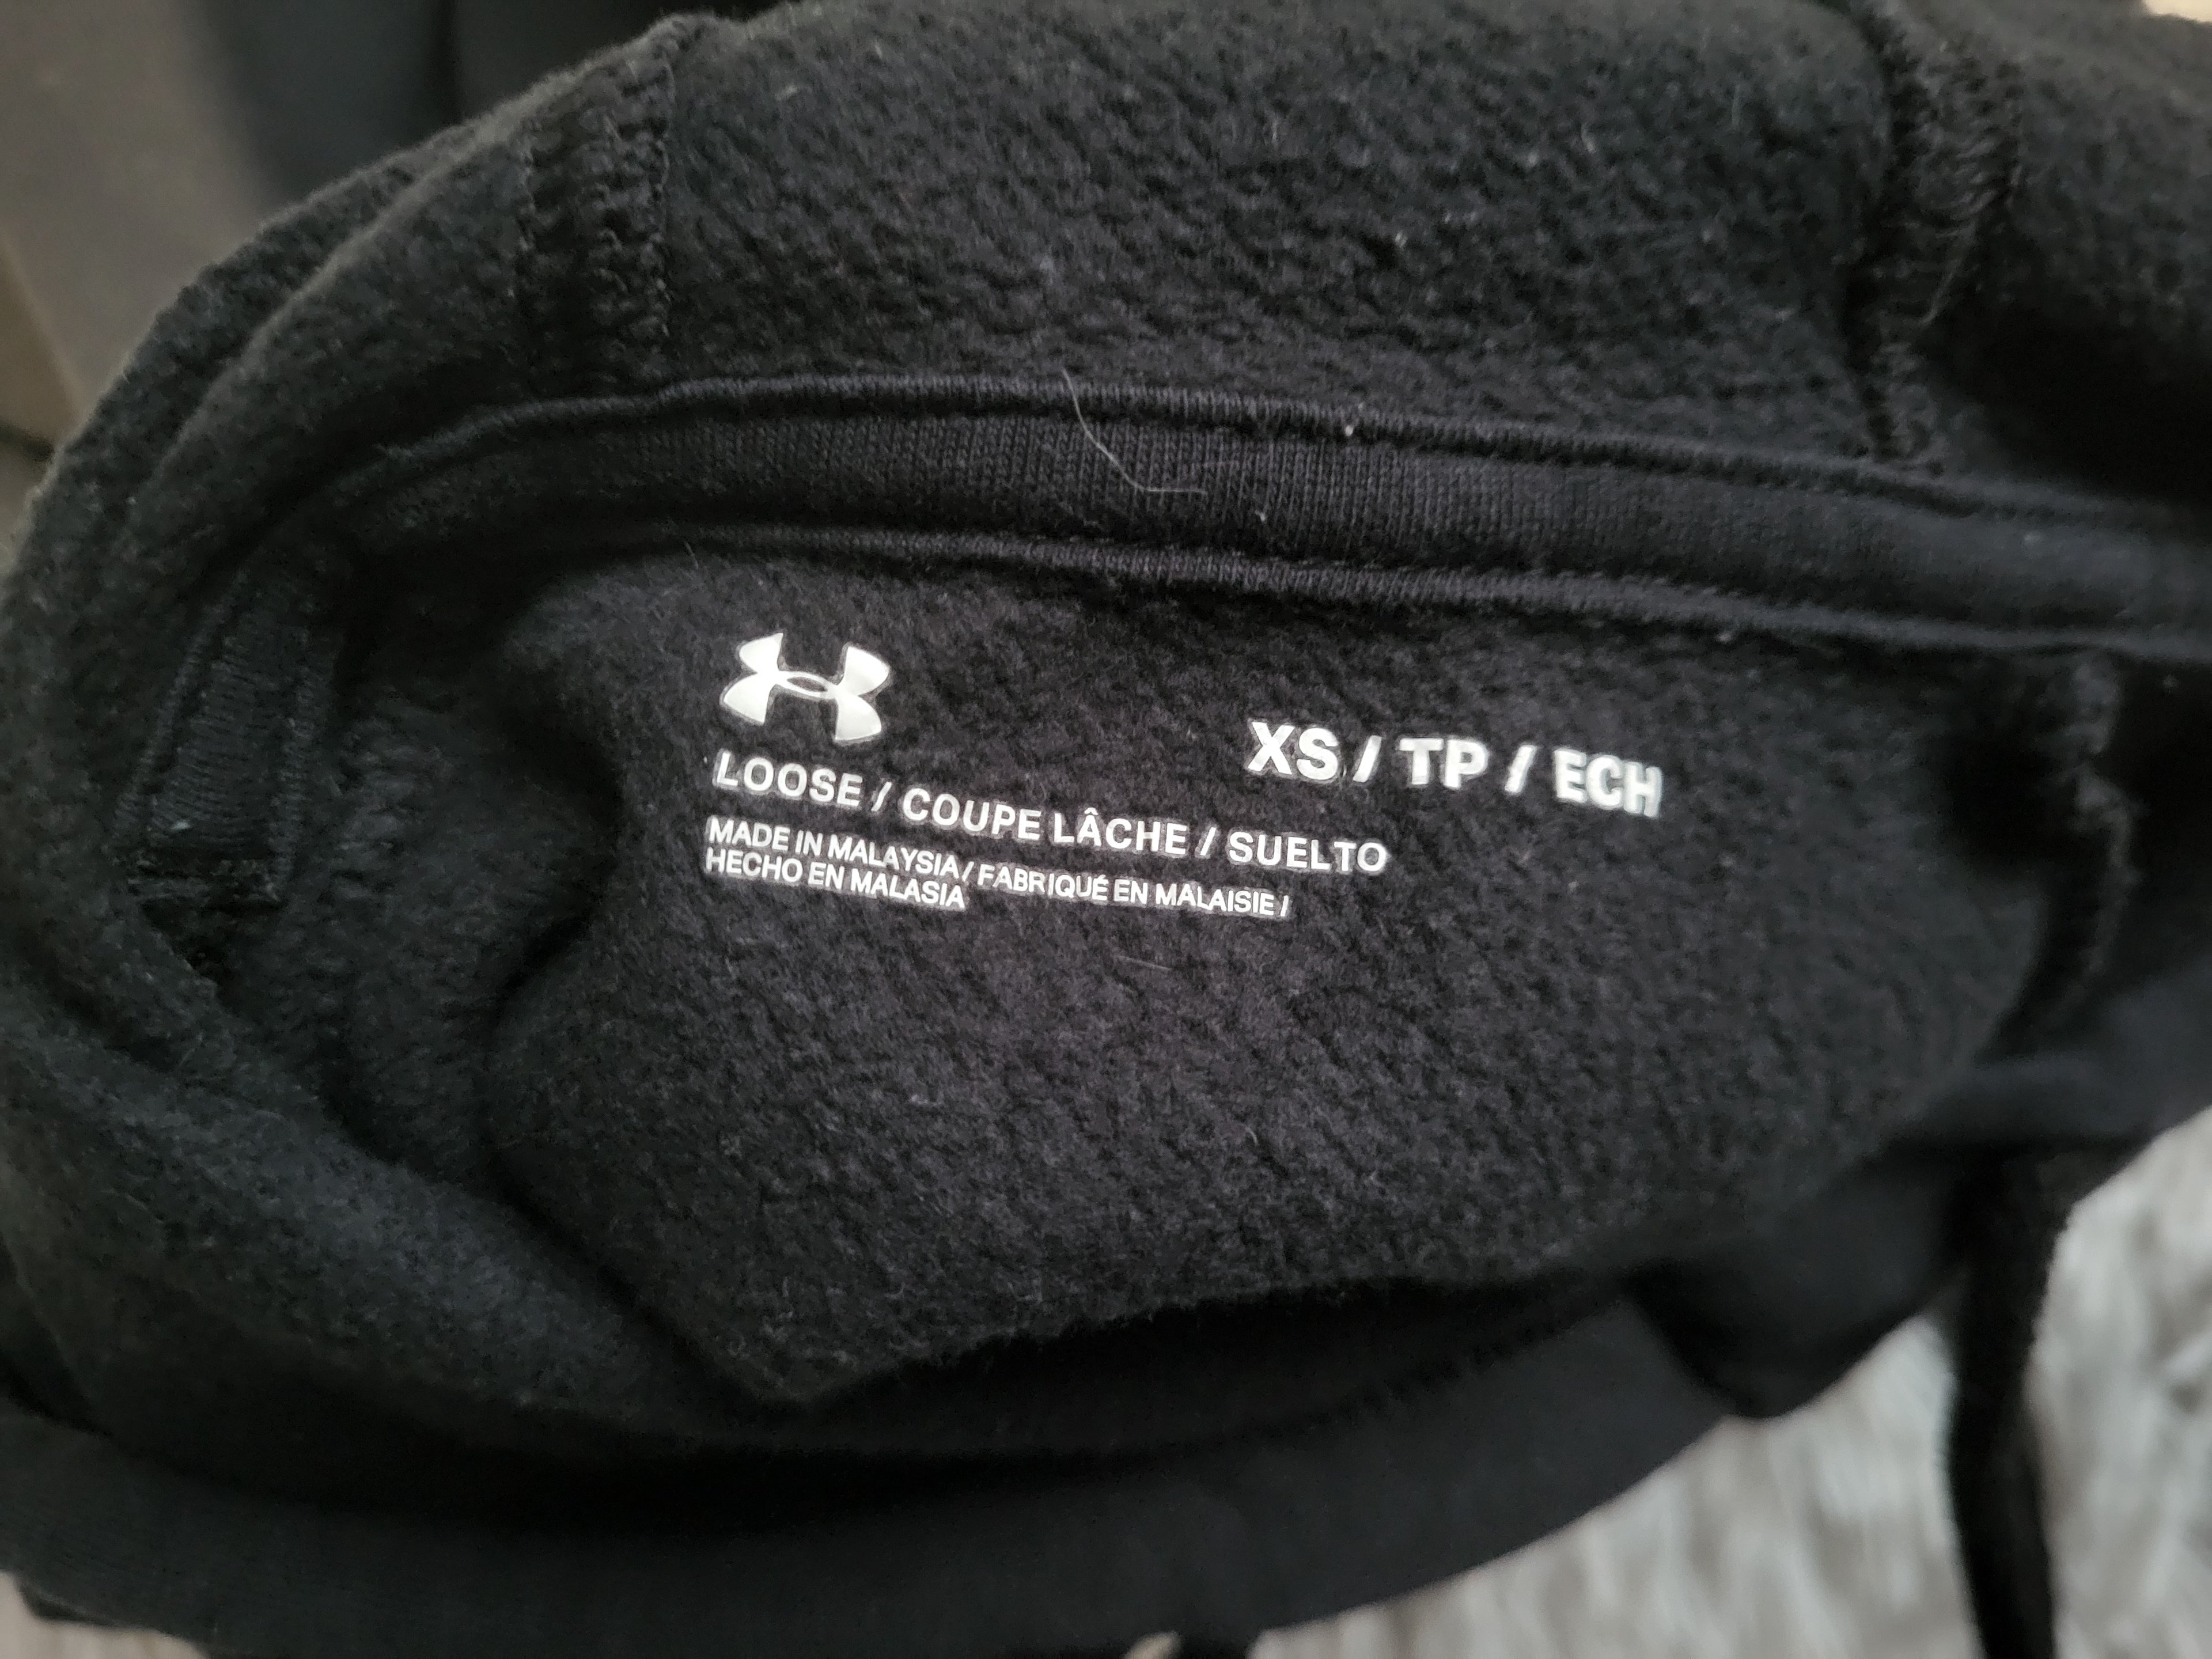 XS / TP / ECH
LOOSE / COUPE LÂCHE / SUELTO
MADE IN MALAYSIA / FABRIQUÉ EN MALAISIE /
HECHO EN MALASIA